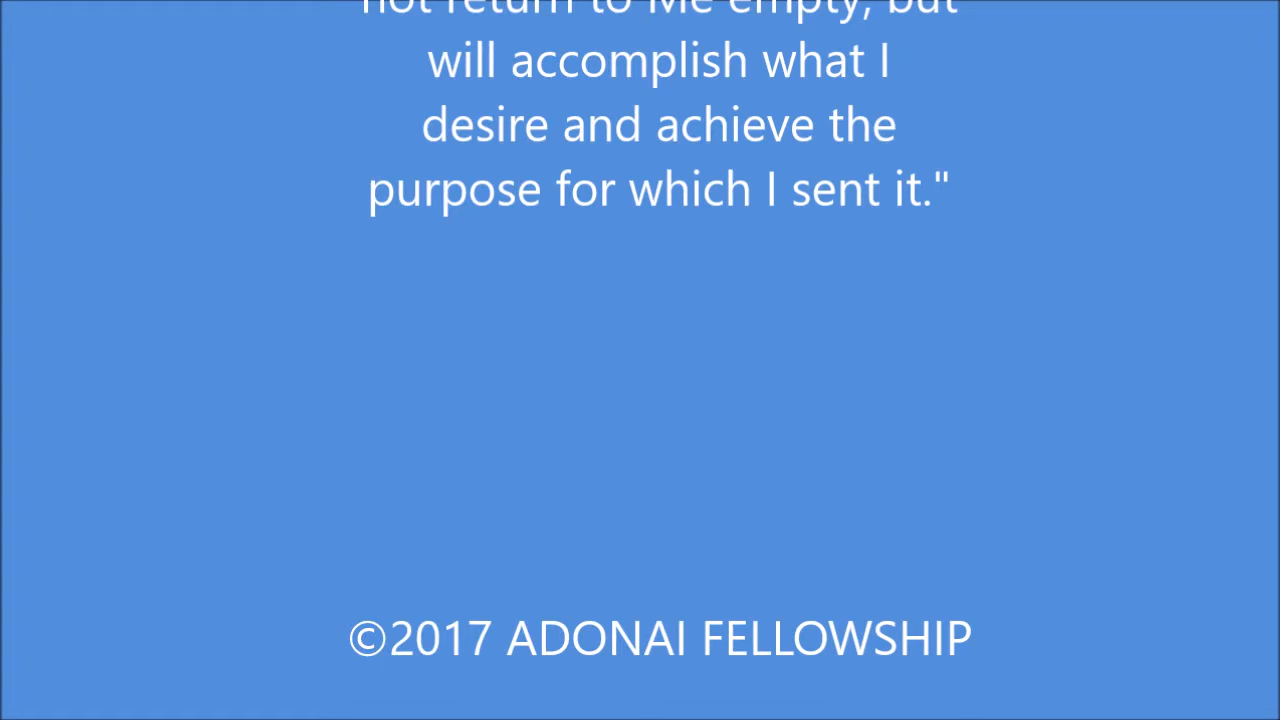 not return to Me empty, but
will accomplish what I
desire and achieve the
purpose for which I sent it."
©2017 ADONAI FELLOWSHIP